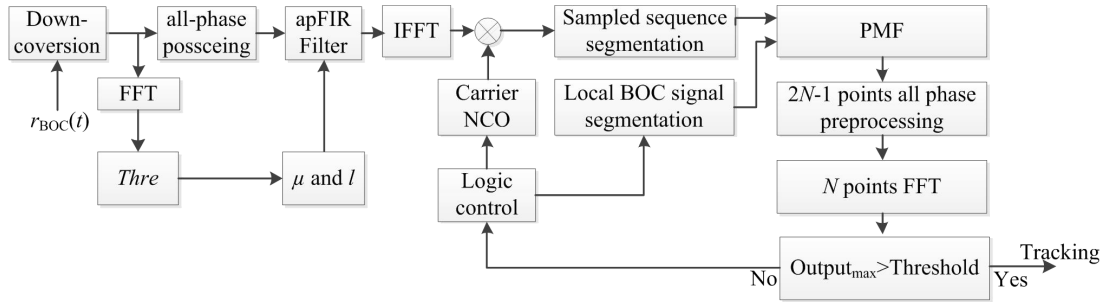 Down-
coversion
all-phase
possceing
apFIR
Filter
IFFT
Sampled sequence
segmentation
PMF
FFT
r_BOC(t)
Carrier
NCO
Local BOC signal
segmentation
2N-1 points all phase
preprocessing
Thre
μ and l
Logic
control
N points FFT
Output_max>Threshold
No
Yes
Tracking